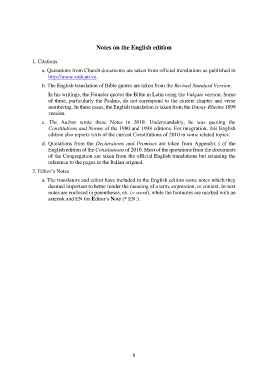 Notes on the English edition
1. Citations
a. Quotations from Church documents are taken from official translations as published in
http://www.vatican.va.
b. The English translation of Bible quotes are taken from the Revised Standard Version.
In his writings, the Founder quotes the Bible in Latin using the Vulgate version. Some
of these, particularly the Psalms, do not correspond to the current chapter and verse
numbering. In these cases, the English translation is taken from the Douay-Rheims 1899
version.
c. The Author wrote these Notes in 2010. Understandably, he was quoting the
Constitutions and Norms of the 1980 and 1998 editions. For integration, this English
edition also reports texts of the current Constitutions of 2010 in some related topics.
d. Quotations from the Declarations and Promises are taken from Appendix 1 of the
English edition of the Constitutions of 2010. Most of the quotations from the documents
of the Congregation are taken from the official English translations but retaining the
reference to the pages in the Italian original.
2. Editor's Notes
a. The translators and editor have included in the English edition some notes which they
deemed important to better render the meaning of a term, expression, or context. In-text
notes are enclosed in parentheses, ex. (= word), while the footnotes are marked with an
asterisk and EN for Editor's Note (* EN:).